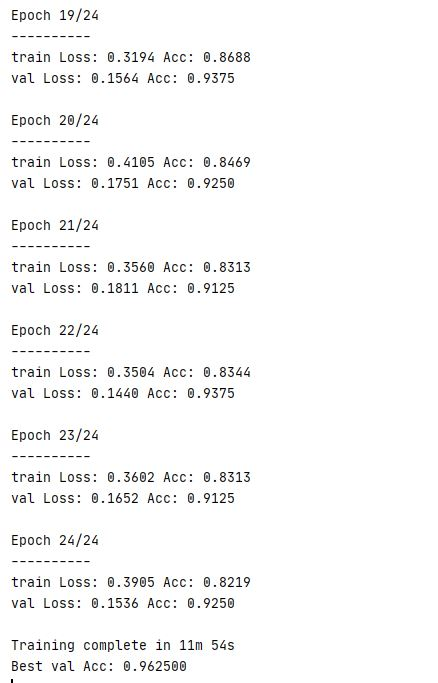 Epoch 19/24
----------
train Loss: 0.3194 Acc: 0.8688
val Loss: 0.1564 Acc: 0.9375
Epoch 20/24
----------
train Loss: 0.4105 Acc: 0.8469
val Loss: 0.1751 Acc: 0.9250
Epoch 21/24
----------
train Loss: 0.3560 Acc: 0.8313
val Loss: 0.1811 Acc: 0.9125
Epoch 22/24
----------
train Loss: 0.3504 Acc: 0.8344
val Loss: 0.1440 Acc: 0.9375
Epoch 23/24
----------
train Loss: 0.3602 Acc: 0.8313
val Loss: 0.1652 Acc: 0.9125
Epoch 24/24
----------
train Loss: 0.3905 Acc: 0.8219
val Loss: 0.1536 Acc: 0.9250
Training complete in 11m 54s
Best val Acc: 0.962500